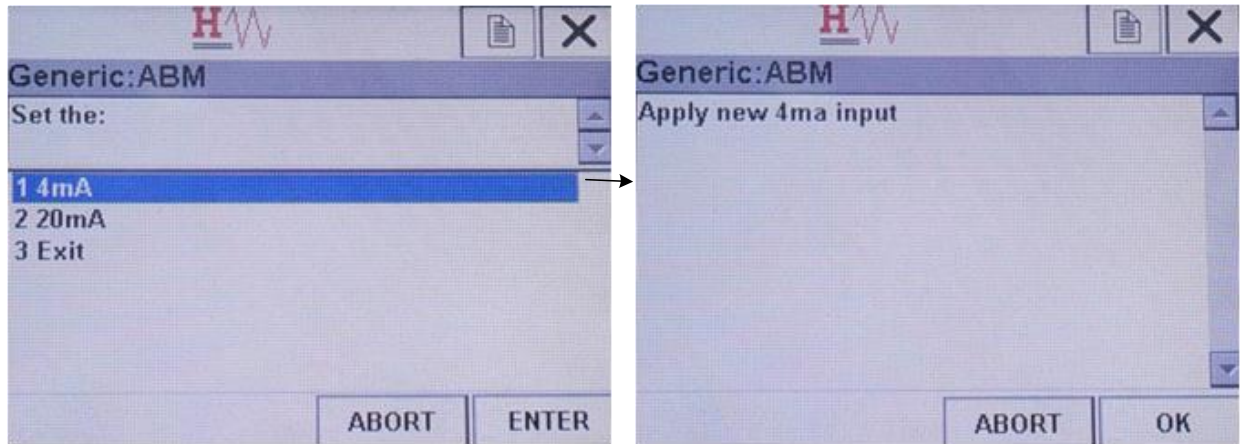 H
Generic:ABM
Set the:
1 4mA
2 20mA
3 Exit
ABORT
ENTER
H
Generic:ABM
Apply new 4ma input
ABORT
OK